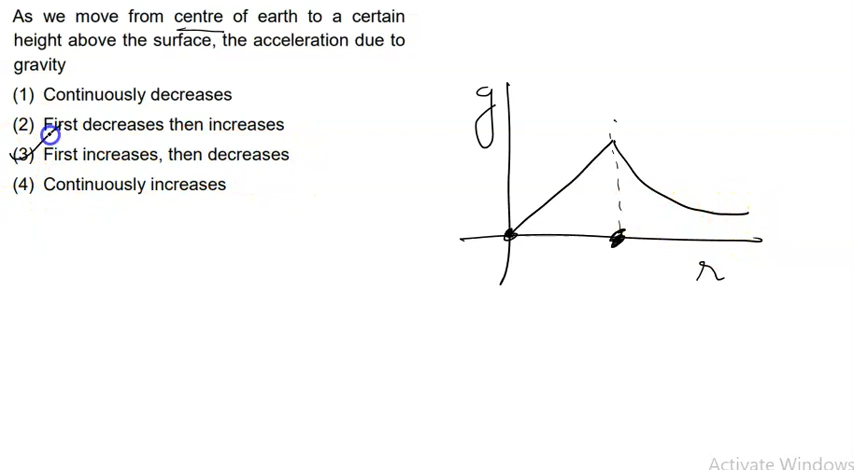 As we move from centre of earth to a certain
height above the surface, the acceleration due to
gravity
(1) Continuously decreases
(2) First decreases then increases
(3) First increases, then decreases
(4) Continuously increases
g
r
Activate Windows